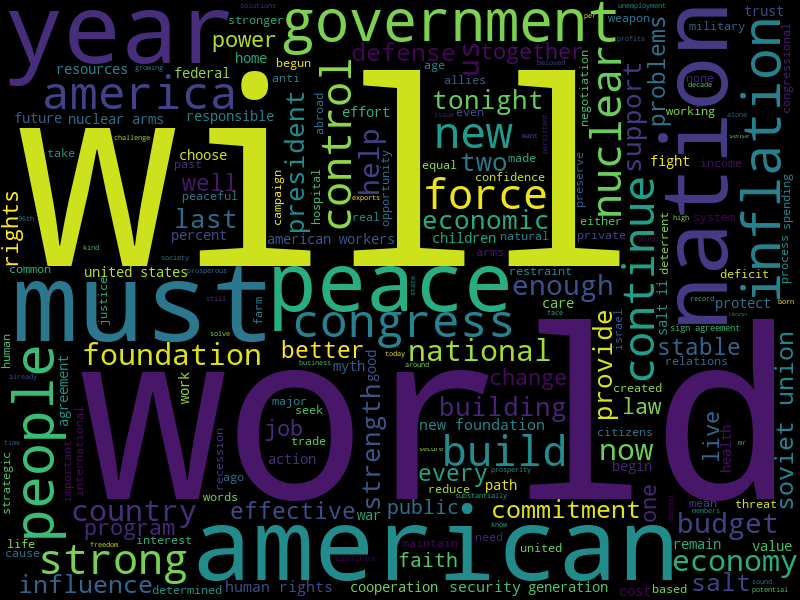 year
will
world
american
must
nation
government
peace
people
inflation
america
control
nuclear
continue
congress
force
new
build
strong
foundation
national
economic
economy
country
enough
tonight
last
president
help
defense
together
us
problems
support
power
federal
stronger
solutions
unemployment
per
weapon
military
trust
congressional
none
decade
working
home
begun
anti
age
allies
even
effort
abroad
responsible
resources
growing
profits
beloved
negotiation
future
nuclear arms
take
challenge
choose
past
peaceful
well
campaign
hospital
real
opportunity
two
made
equal
confidence
issue
want
persistent
preserve
fight
income
alone
sense
system
high
process
spending
rights
96th
percent
kind
society
american workers
children
natural
either
private
exports
arms
union
deficit
common
united states
prosperous
justice
farm
still
state
restraint
care
face
israel
salt ii
deterrent
record
protect
born
sign agreement
human
already
agreement
work
solve
better
today
business
myth
good
around
change
provide
created
law
stable
relations
soviet union
building
major
seek
trade
job
action
strength
new foundation
citizens
live
health
mr
now
begin
every
reduce
path
secure
prosperity
substantially
time
strategic
important
international
recession
ago
words
effective
war
public
commitment
one
mean
threat
members
budget
program
life
cause
interest
freedom
maintain
need
know
united
faith
remain
value
influence
determined
human rights
cooperation
security
generation
cost
based
salt
sound
potential